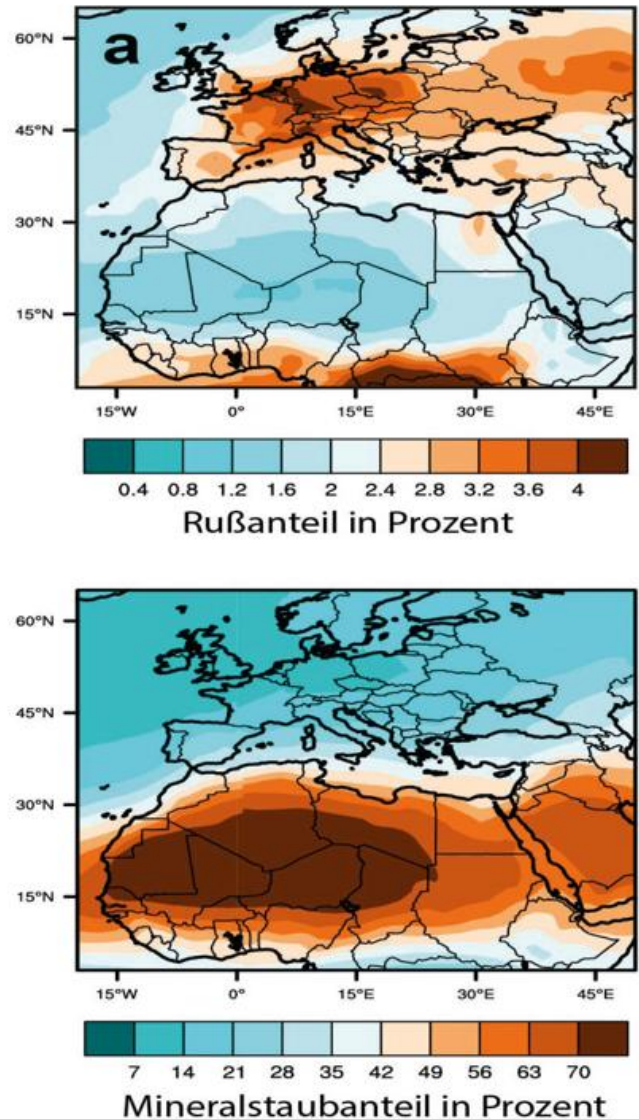 a
60°N
45°N
30°N
15°N
15°W 0° 15°E 30°E 45°E
0.4 0.8 1.2 1.6 2 2.4 2.8 3.2 3.6 4
Rußanteil in Prozent
60°N
45°N
30°N
15°N
15°W 0° 15°E 30°E 45°E
7 14 21 28 35 42 49 56 63 70
Mineralstaubanteil in Prozent